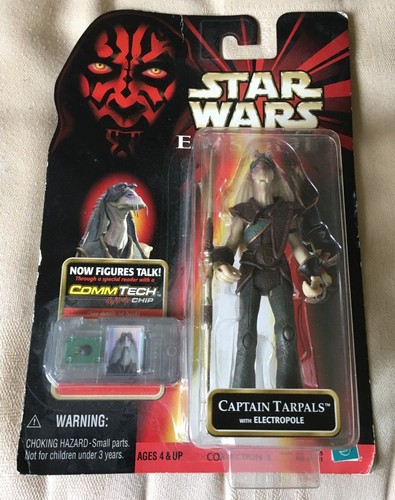 STAR
WARS
E
NOW FIGURES TALK!
Through a special reader with a
COMMTECH
CHIP
CAPTAIN TARPALS™
WITH ELECTROPOLE
WARNING:
CHOKING HAZARD-Small parts.
Not for children under 3 years.
AGES 4 & UP